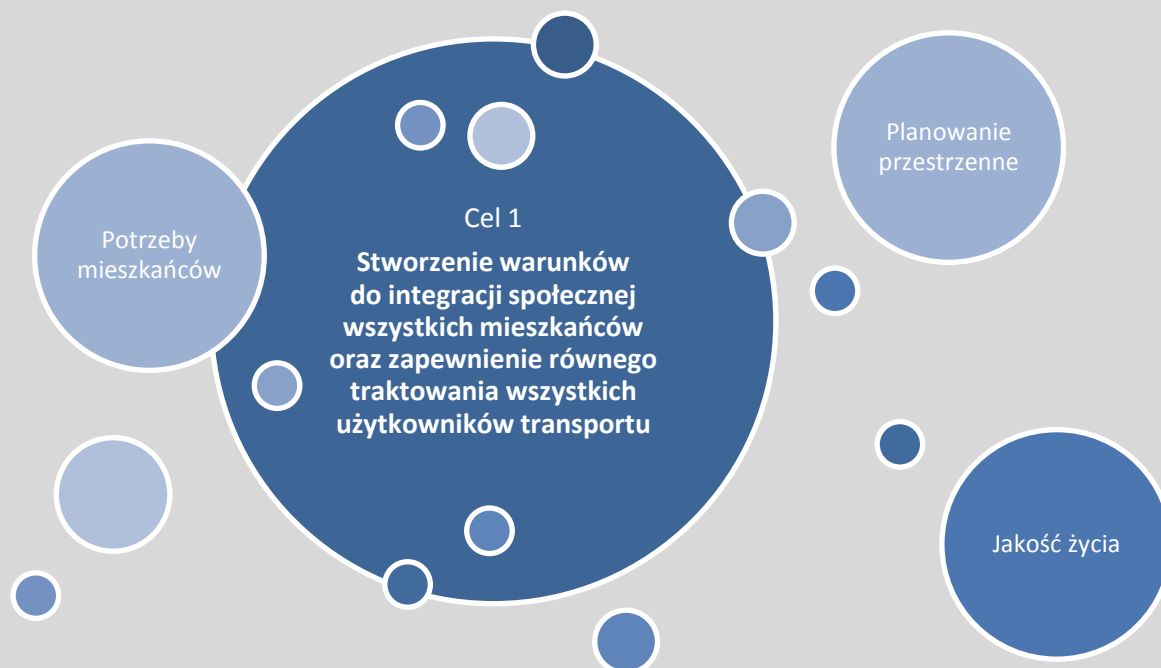 Planowanie
przestrzenne
Potrzeby
mieszkańców
Cel 1
Stworzenie warunków
do integracji społecznej
wszystkich mieszkańców
oraz zapewnienie równego
traktowania wszystkich
użytkowników transportu
Jakość życia